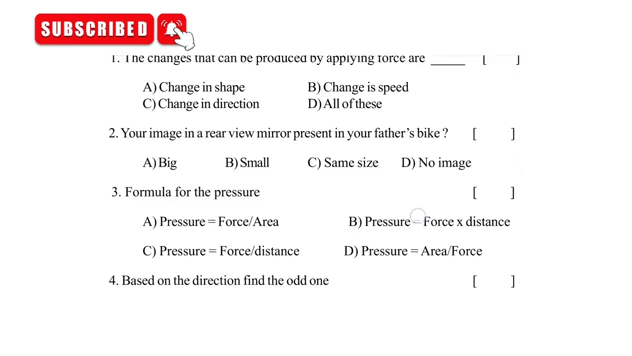 SUBSCRIBED
1. The changes that can be produced by applying force are _____ [ ]
A) Change in shape B) Change is speed
C) Change in direction D) All of these
2. Your image in a rear view mirror present in your father's bike ? [ ]
A) Big B) Small C) Same size D) No image
3. Formula for the pressure [ ]
A) Pressure = Force/Area B) Pressure = Force x distance
C) Pressure = Force/distance D) Pressure = Area/Force
4. Based on the direction find the odd one [ ]